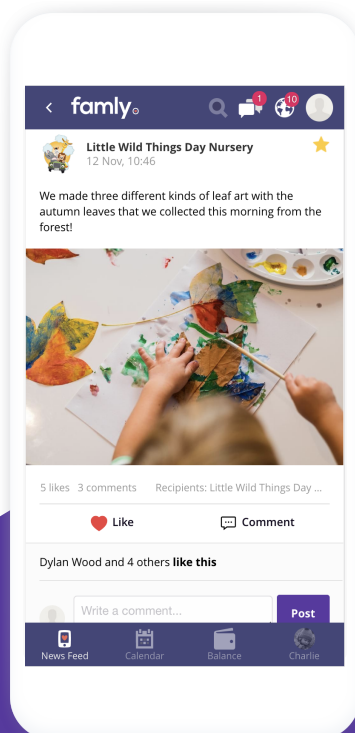 famly
1
10
Little Wild Things Day Nursery
12 Nov, 10:46
We made three different kinds of leaf art with the
autumn leaves that we collected this morning from the
forest!
5 likes 3 comments Recipients: Little Wild Things Day ...
Like Comment
Dylan Wood and 4 others like this
Write a comment... Post
News Feed Calendar Balance Charlie